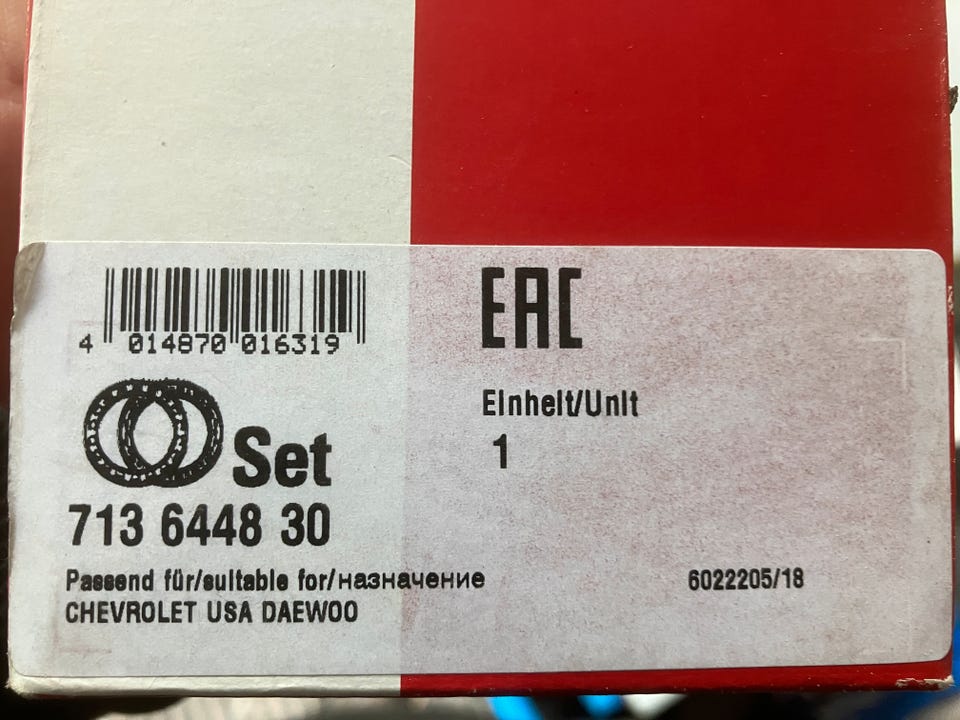 4 014870 016319
EAC
Einheit/Unit
1
Set
713 6448 30
Passend für/suitable for/назначение
CHEVROLET USA DAEWOO
6022205/18